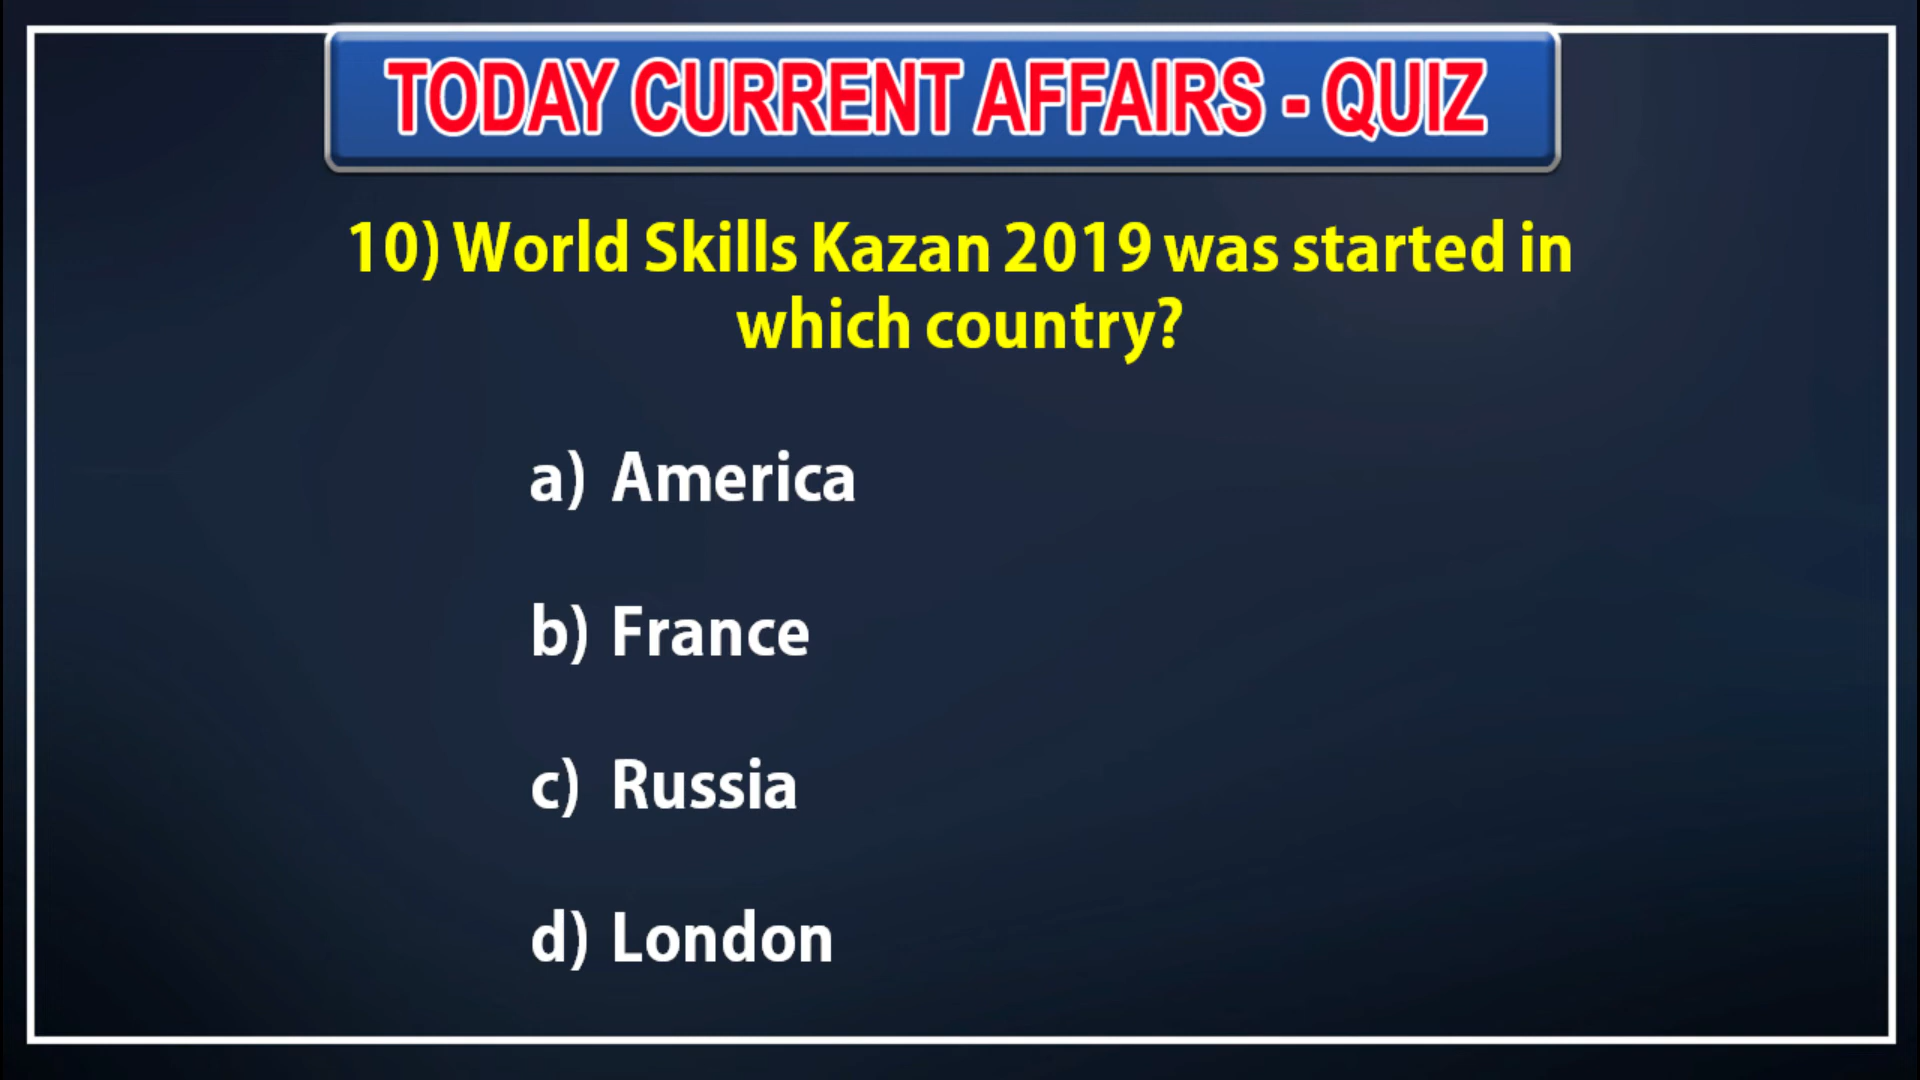 TODAY CURRENT AFFAIRS - QUIZ
10) World Skills Kazan 2019 was started in
which country?
a) America
b) France
c) Russia
d) London